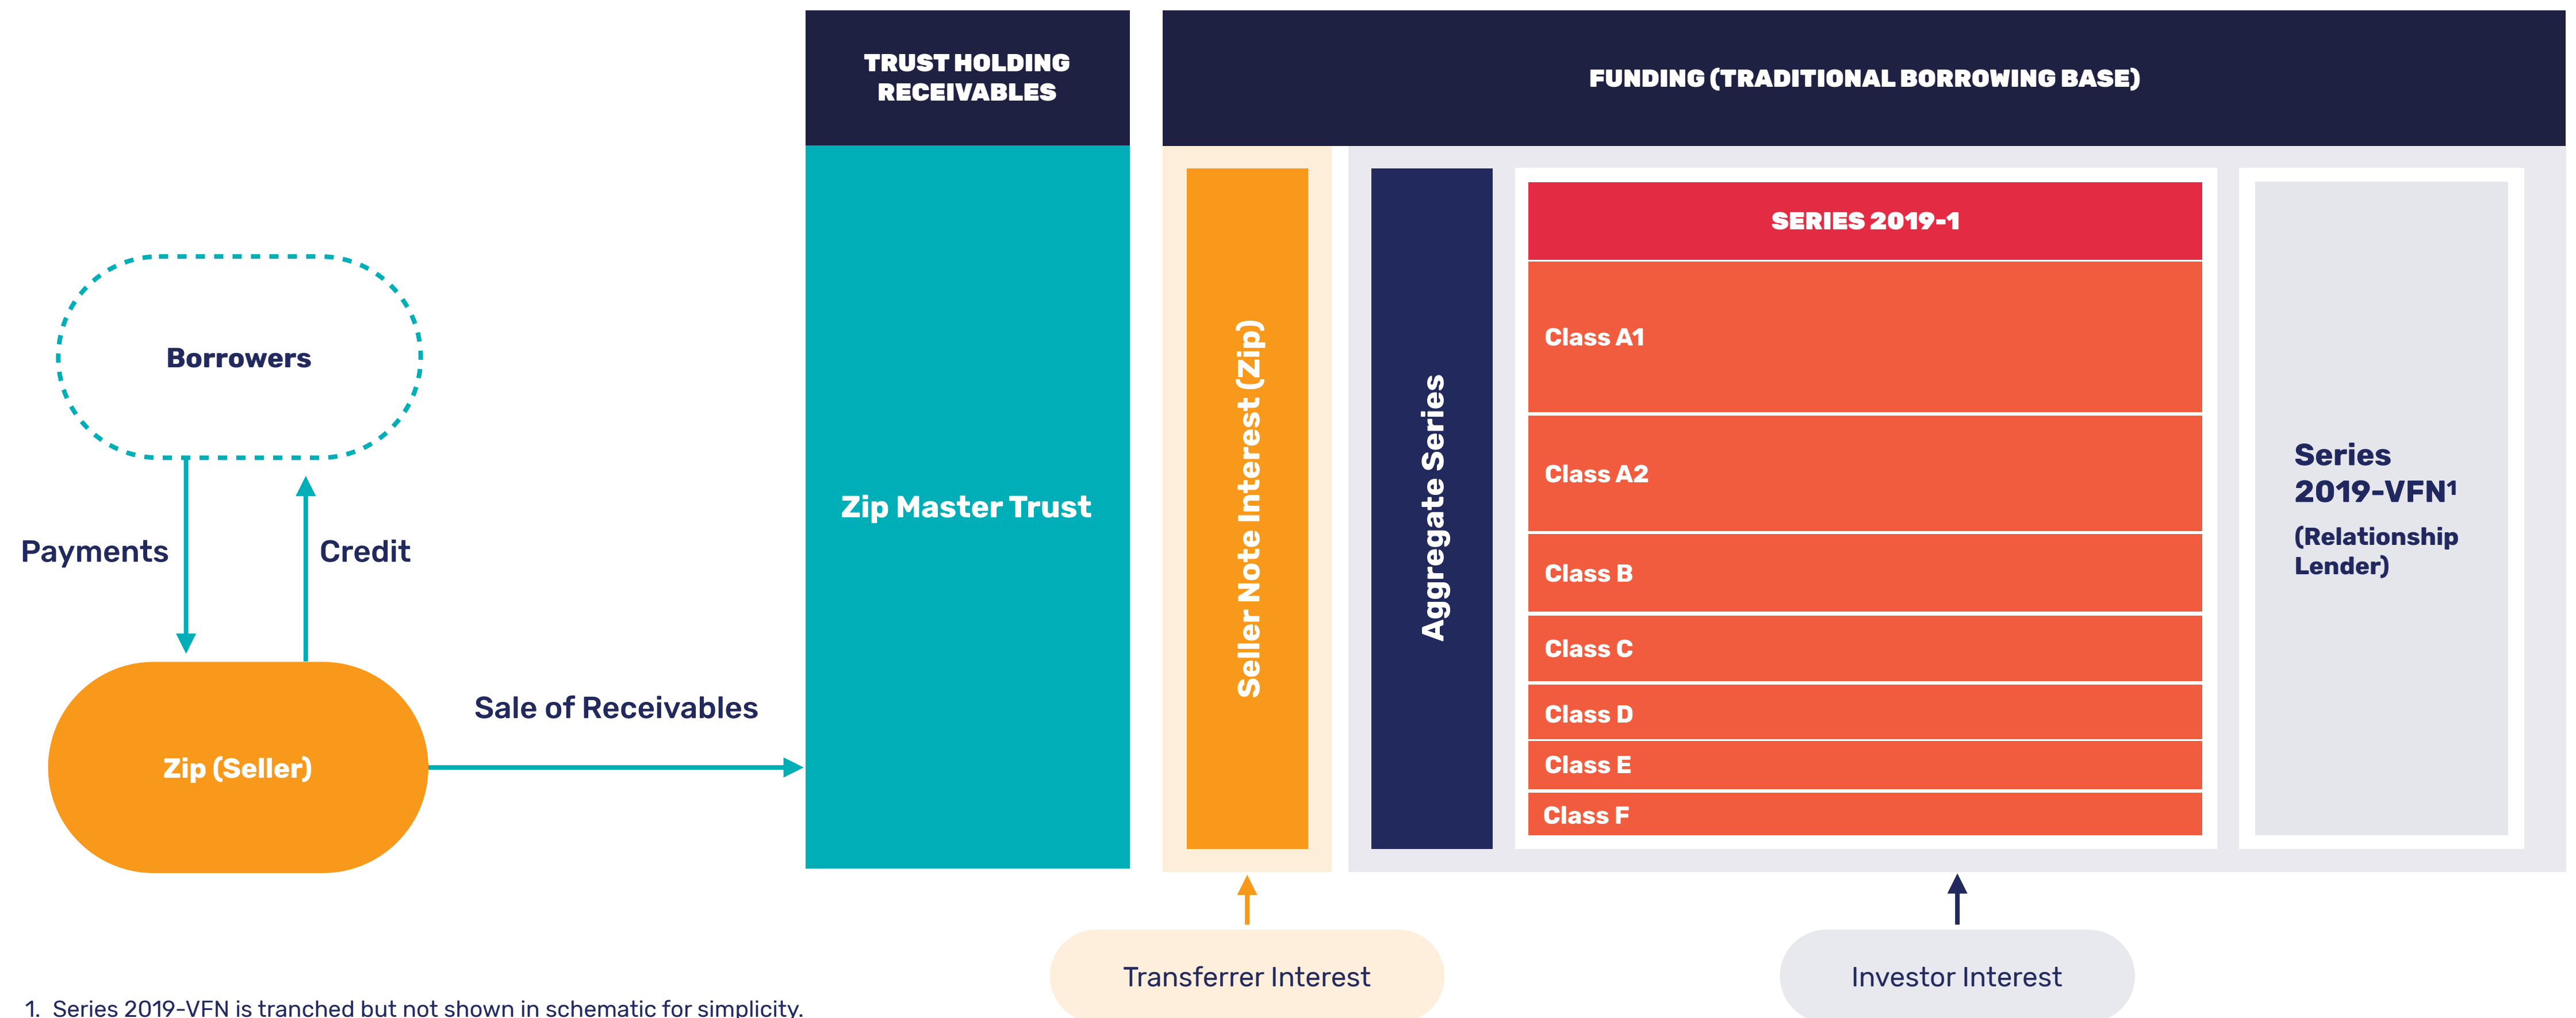 TRUST HOLDING
RECEIVABLES
FUNDING (TRADITIONAL BORROWING BASE)
Borrowers
Payments
Credit
Zip (Seller)
Sale of Receivables
Zip Master Trust
Seller Note Interest (Zip)
Aggregate Series
SERIES 2019-1
Class A1
Class A2
Class B
Class C
Class D
Class E
Class F
Series
2019-VFN¹
(Relationship
Lender)
Transferrer Interest
Investor Interest
1. Series 2019-VFN is tranched but not shown in schematic for simplicity.